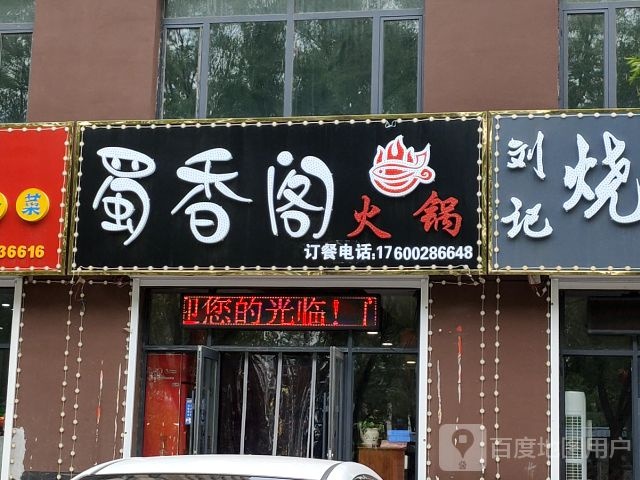 菜
36616
蜀香阁
火锅
订餐电话:17600286648
刘记
烧
迎您的光临!
百度地图用户